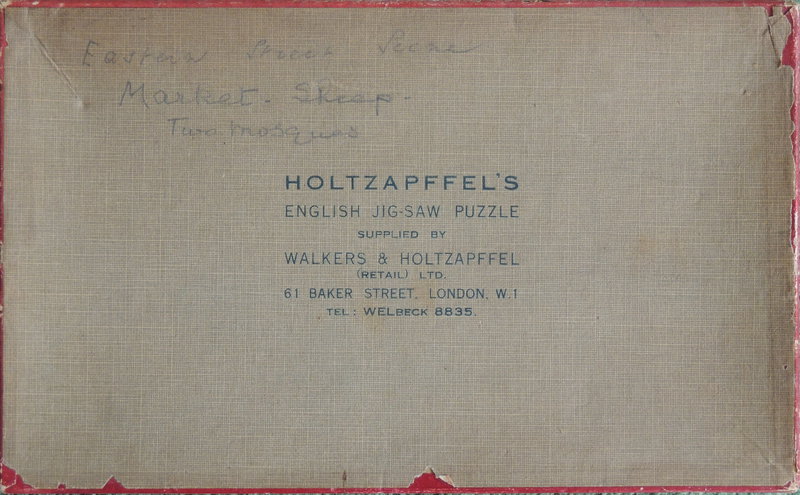 Eastern Street Scene
Market. Sheep.
Two mosques
HOLTZAPFFEL'S
ENGLISH JIG-SAW PUZZLE
SUPPLIED BY
WALKERS & HOLTZAPFFEL
(RETAIL) LTD.
61 BAKER STREET, LONDON, W.1
TEL: WELBECK 8835.